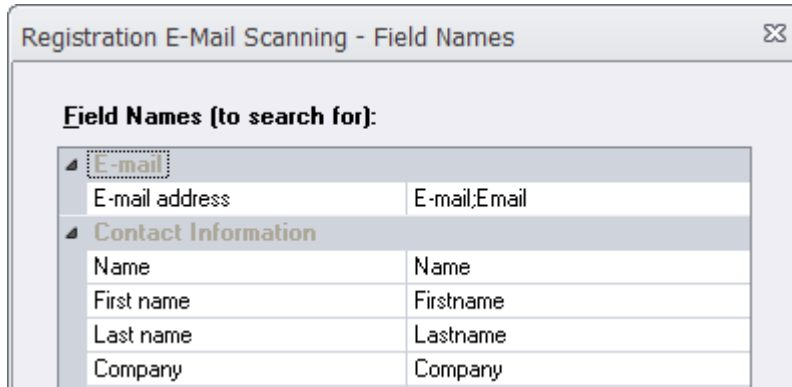 Registration E-Mail Scanning - Field Names
Field Names (to search for):
E-mail
E-mail address E-mail;Email
Contact Information
Name Name
First name Firstname
Last name Lastname
Company Company